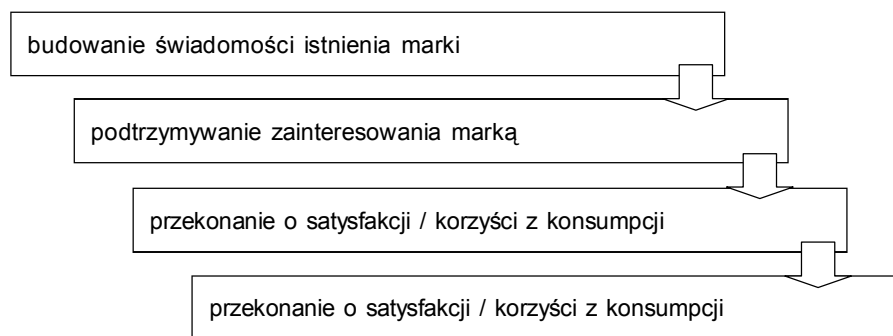 budowanie świadomości istnienia marki
podtrzymywanie zainteresowania marką
przekonanie o satysfakcji / korzyści z konsumpcji
przekonanie o satysfakcji / korzyści z konsumpcji